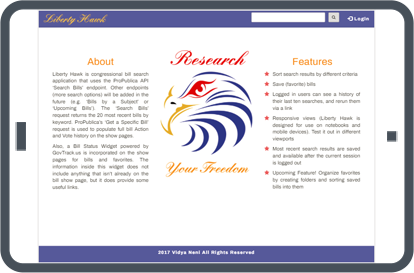 Liberty Hawk
Login
Research
About
Liberty Hawk is congressional bill search
application that uses the ProPublica API
'Search Bills' endpoint. Other endpoints
(more search options) will be added in the
future (e.g. 'Bills by a Subject' or
'Upcoming Bills'). The 'Search Bills'
request returns the 20 most recent bills by
keyword. ProPublica's 'Get a Specific Bill'
request is used to populate full bill Action
and Vote history on the show pages.
Also, a Bill Status Widget powered by
GovTrack.us is incorporated on the show
pages for bills and favorites. The
information inside this widget does not
include anything that isn't already on the
bill show page, but it does provide some
useful links.
Your Freedom
Features
Sort search results by different criteria
Save (favorite) bills
Logged in users can see a history of
their last ten searches, and rerun them
via a link
Responsive views (Liberty Hawk is
designed for use on notebooks and
mobile devices). Test it out in different
viewports
Most recent search results are saved
and available after the current session
is logged out
Upcoming Feature! Organize favorites
by creating folders and sorting saved
bills into them
2017 Vidya Neni All Rights Reserved